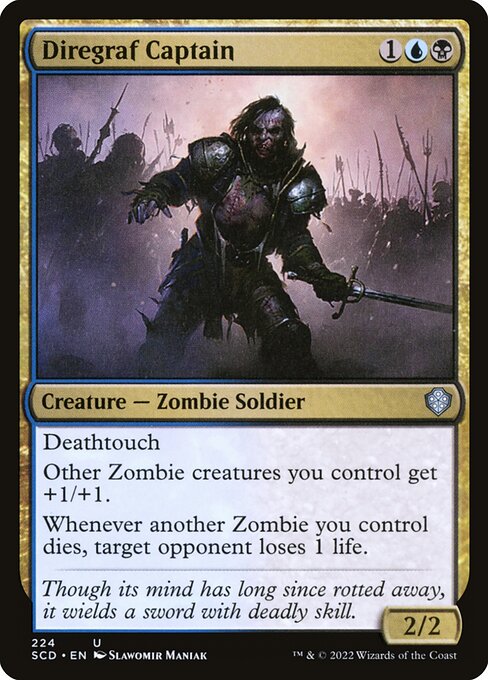 Diregraf Captain 1
Creature — Zombie Soldier
Deathtouch
Other Zombie creatures you control get
+1/+1.
Whenever another Zombie you control
dies, target opponent loses 1 life.
Though its mind has long since rotted away,
it wields a sword with deadly skill.
2/2
224 U
SCD • EN Slawomir Maniak ™ & © 2022 Wizards of the Coast